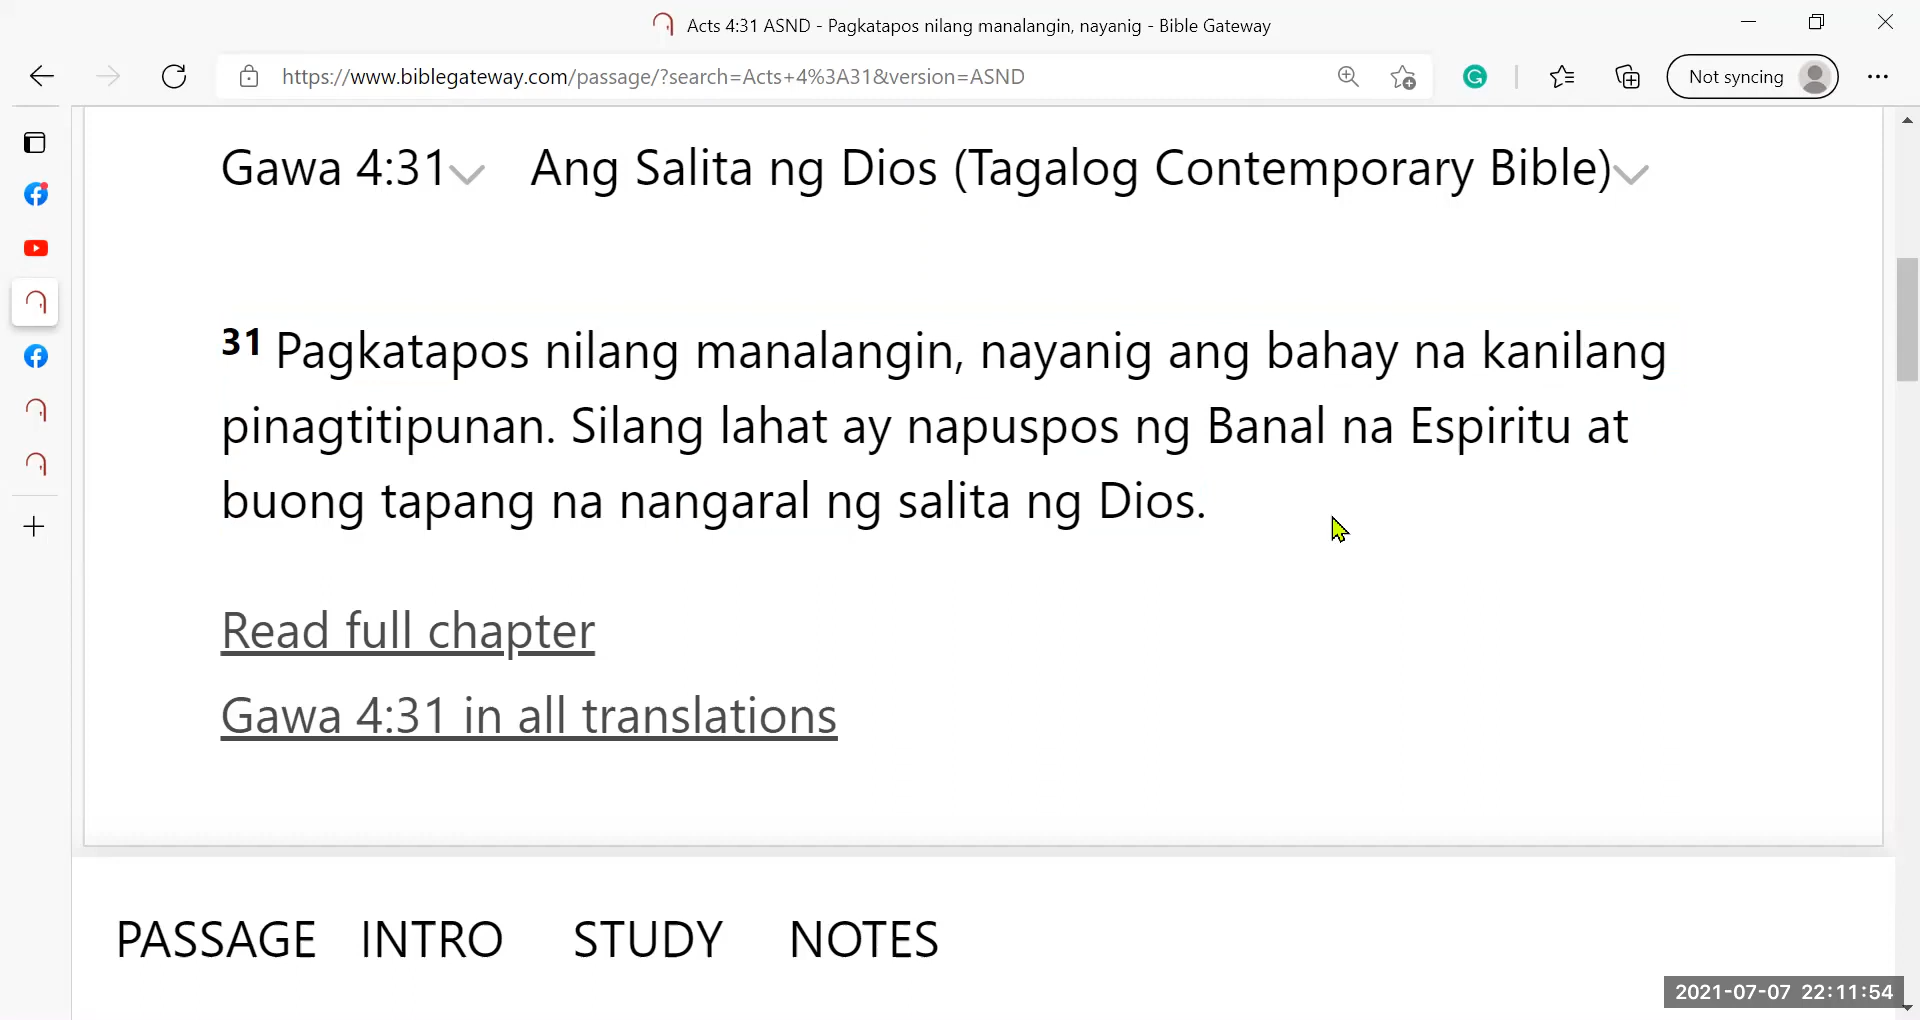 Acts 4:31 ASND - Pagkatapos nilang manalangin, nayanig - Bible Gateway
https://www.biblegateway.com/passage/?search=Acts+4%3A31&version=ASND
Not syncing
Gawa 4:31 Ang Salita ng Dios (Tagalog Contemporary Bible)
31 Pagkatapos nilang manalangin, nayanig ang bahay na kanilang
pinagtitipunan. Silang lahat ay napuspos ng Banal na Espiritu at
buong tapang na nangaral ng salita ng Dios.
Read full chapter
Gawa 4:31 in all translations
PASSAGE INTRO STUDY NOTES
2021-07-07 22:11:54